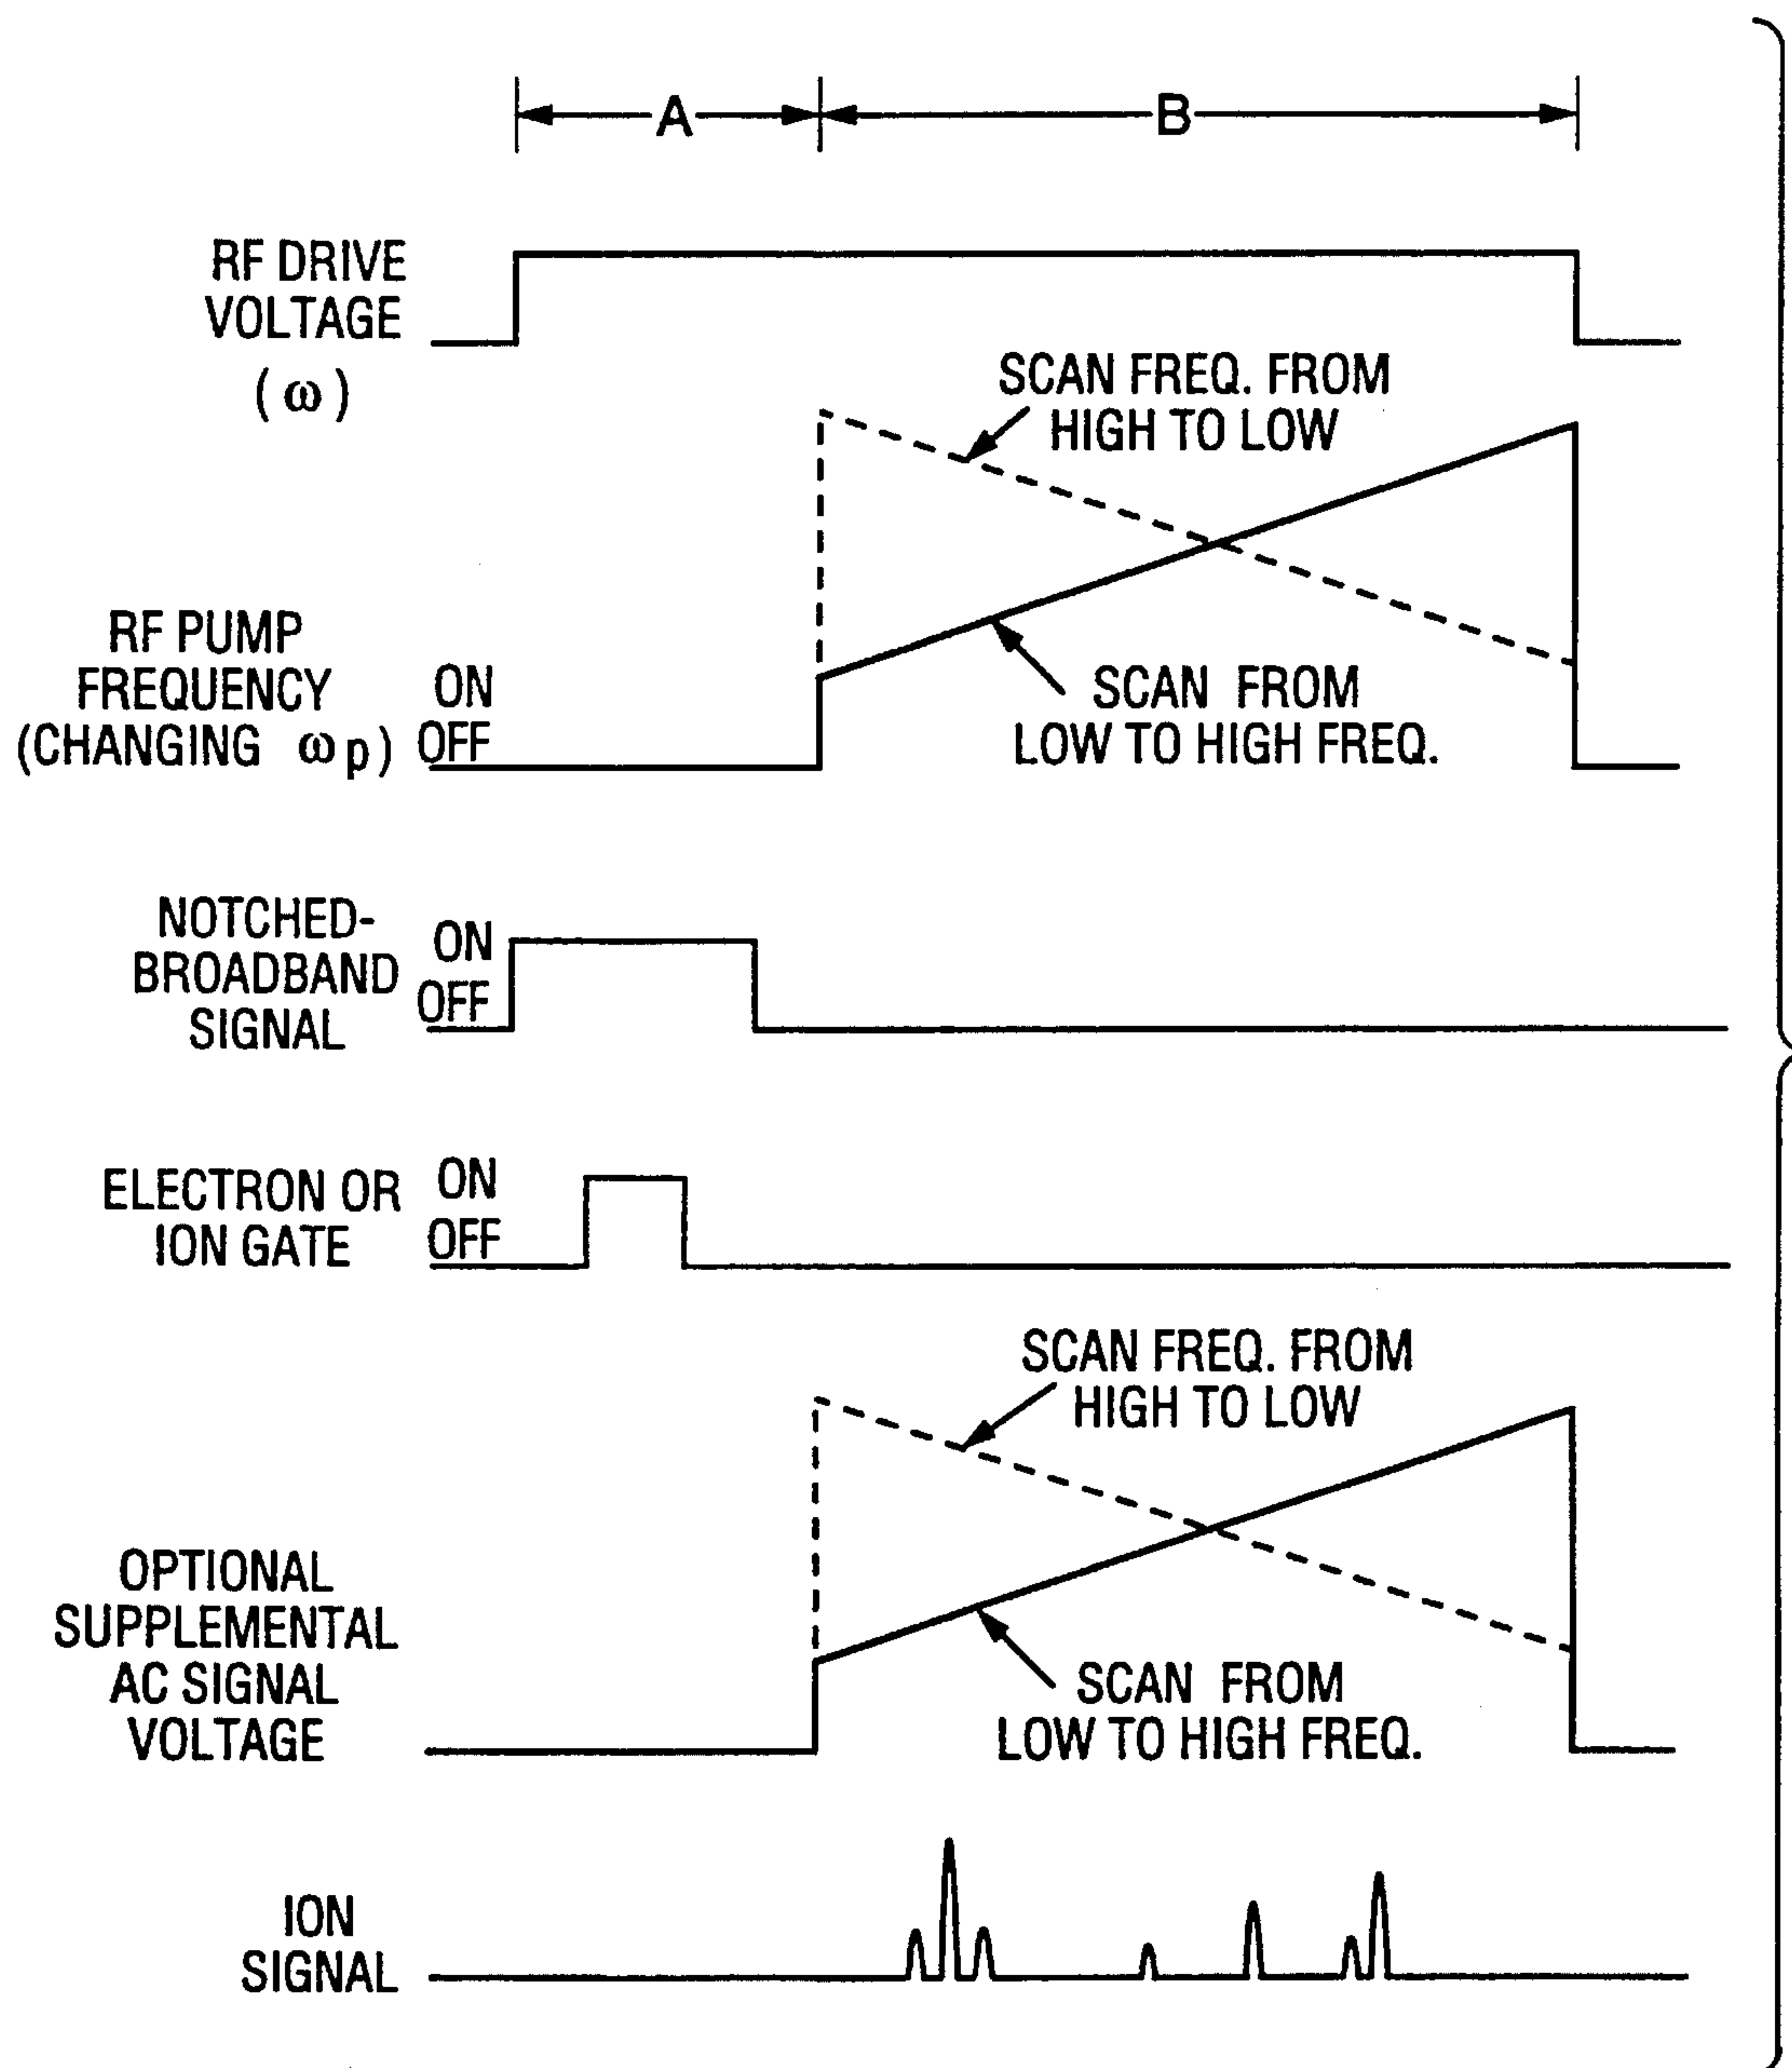 A
B
RF DRIVE
VOLTAGE
(ω)
SCAN FREQ. FROM
HIGH TO LOW
RF PUMP
FREQUENCY
(CHANGING ωp)
ON
OFF
SCAN FROM
LOW TO HIGH FREQ.
NOTCHED-
BROADBAND
SIGNAL
ON
OFF
ELECTRON OR
ION GATE
ON
OFF
SCAN FREQ. FROM
HIGH TO LOW
OPTIONAL
SUPPLEMENTAL
AC SIGNAL
VOLTAGE
SCAN FROM
LOW TO HIGH FREQ.
ION
SIGNAL